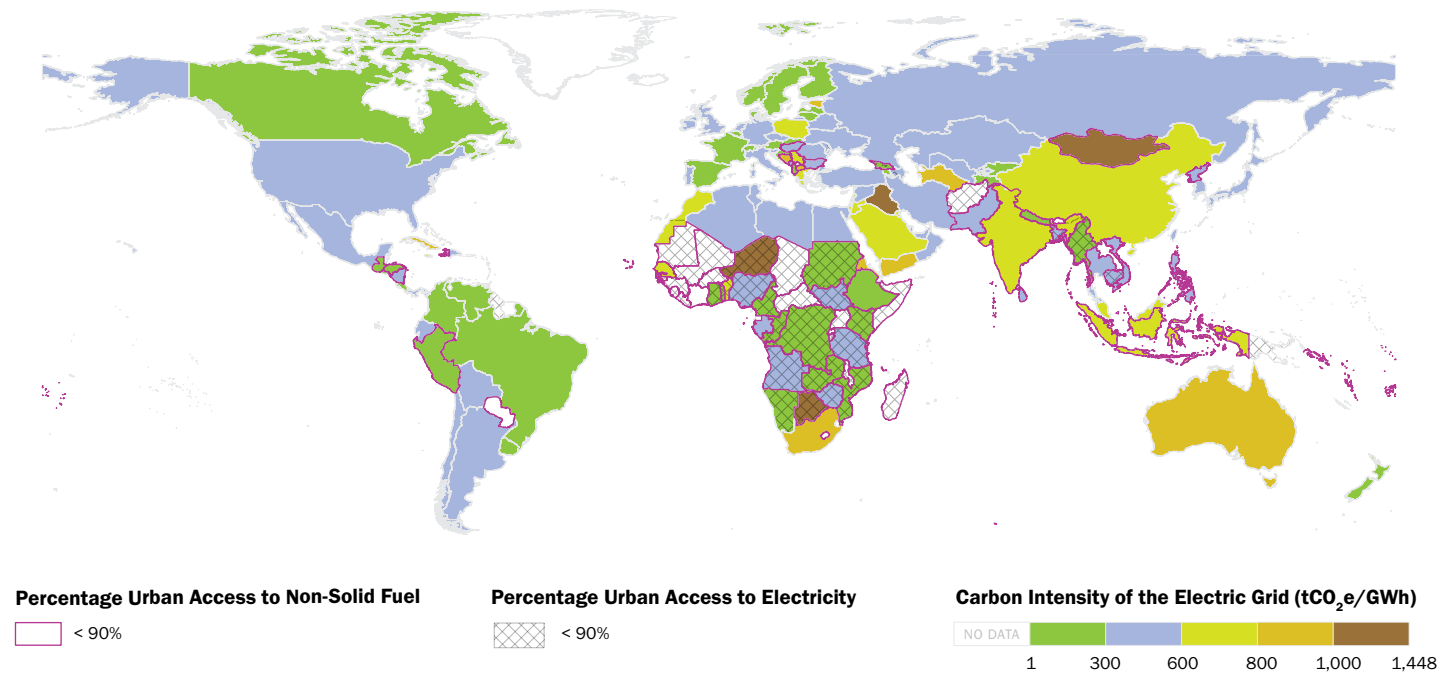 Percentage Urban Access to Non-Solid Fuel
< 90%
Percentage Urban Access to Electricity
< 90%
Carbon Intensity of the Electric Grid (tCO₂e/GWh)
NO DATA
1 300 600 800 1,000 1,448